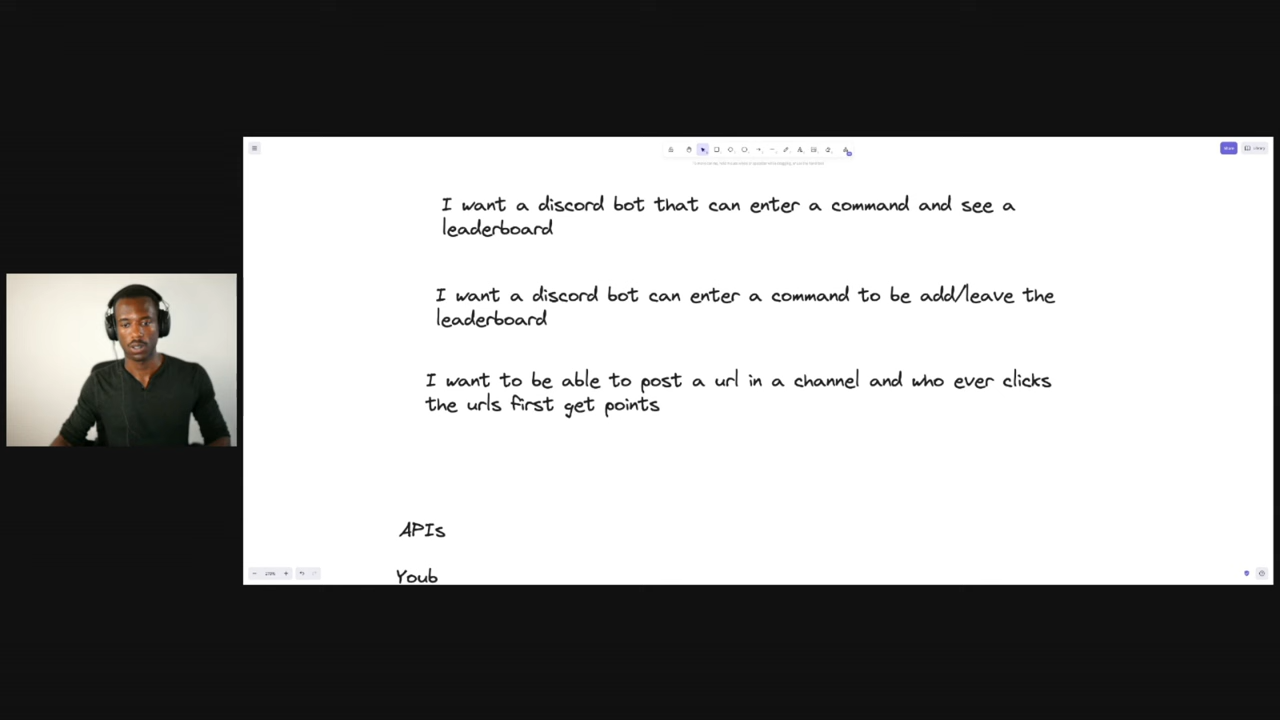 I want a discord bot that can enter a command and see a
leaderboard
I want a discord bot can enter a command to be add/leave the
leaderboard
I want to be able to post a url in a channel and who ever clicks
the urls first get points
APIs
Youb
Library